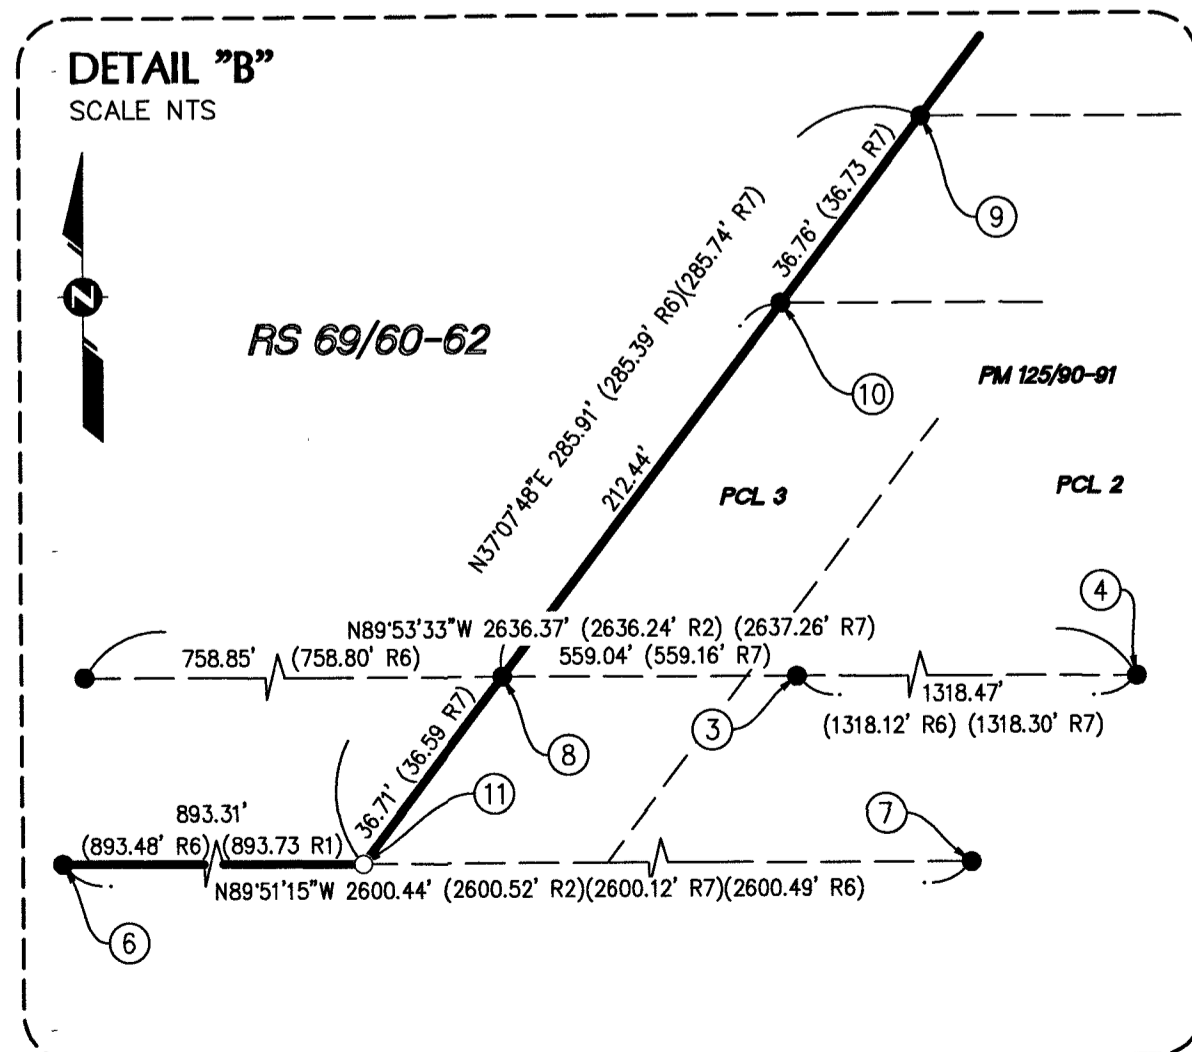 DETAIL "B"
SCALE NTS
N
RS 69/60-62
36.76' (36.73 R7)
9
N37°07'48"E 285.91' (285.39' R6)(285.74' R7)
10
PM 125/90-91
212.44'
PCL 3
PCL 2
4
N89°53'33"W 2636.37' (2636.24' R2) (2637.26' R7)
758.85' (758.80' R6)
559.04' (559.16' R7)
1318.47'
(1318.12' R6) (1318.30' R7)
3
8
36.71' (36.59 R7)
11
7
893.31'
(893.48' R6) (893.73 R1)
N89°51'15"W 2600.44' (2600.52' R2)(2600.12' R7)(2600.49' R6)
6